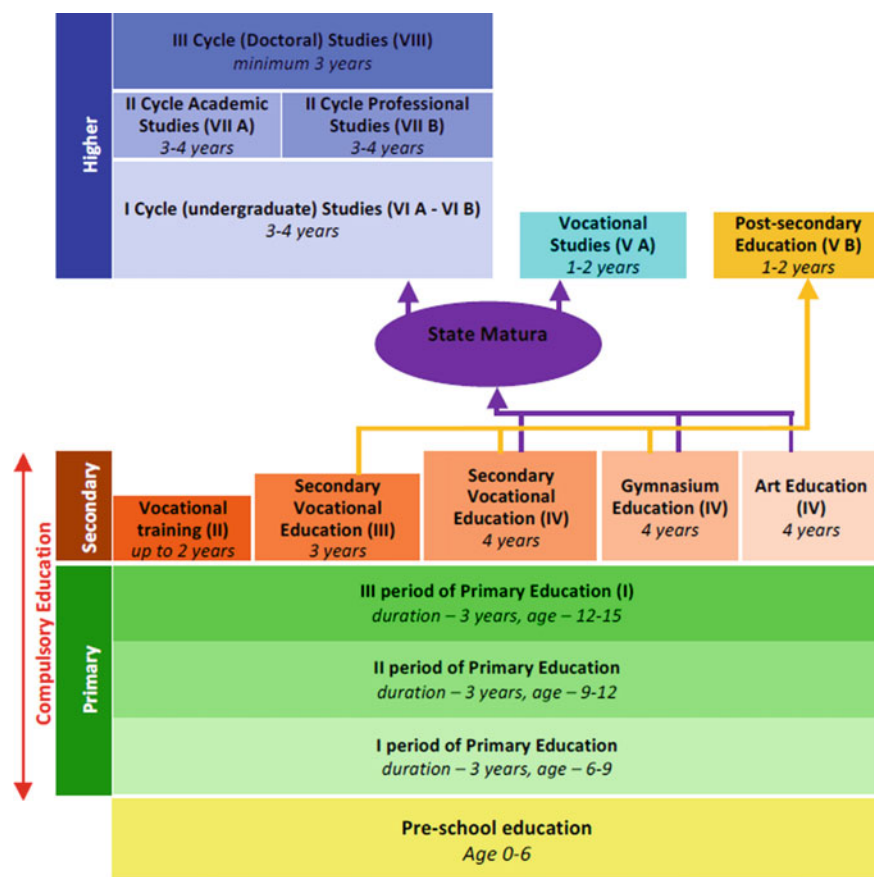 Higher
III Cycle (Doctoral) Studies (VIII)
minimum 3 years
II Cycle Academic
Studies (VII A)
3-4 years
II Cycle Professional
Studies (VII B)
3-4 years
I Cycle (undergraduate) Studies (VI A - VI B)
3-4 years
Vocational
Studies (V A)
1-2 years
Post-secondary
Education (V B)
1-2 years
State Matura
Compulsory Education
Secondary
Vocational
training (II)
up to 2 years
Secondary
Vocational
Education (III)
3 years
Secondary
Vocational
Education (IV)
4 years
Gymnasium
Education (IV)
4 years
Art Education
(IV)
4 years
Primary
III period of Primary Education (I)
duration – 3 years, age – 12-15
II period of Primary Education
duration – 3 years, age – 9-12
I period of Primary Education
duration – 3 years, age – 6-9
Pre-school education
Age 0-6